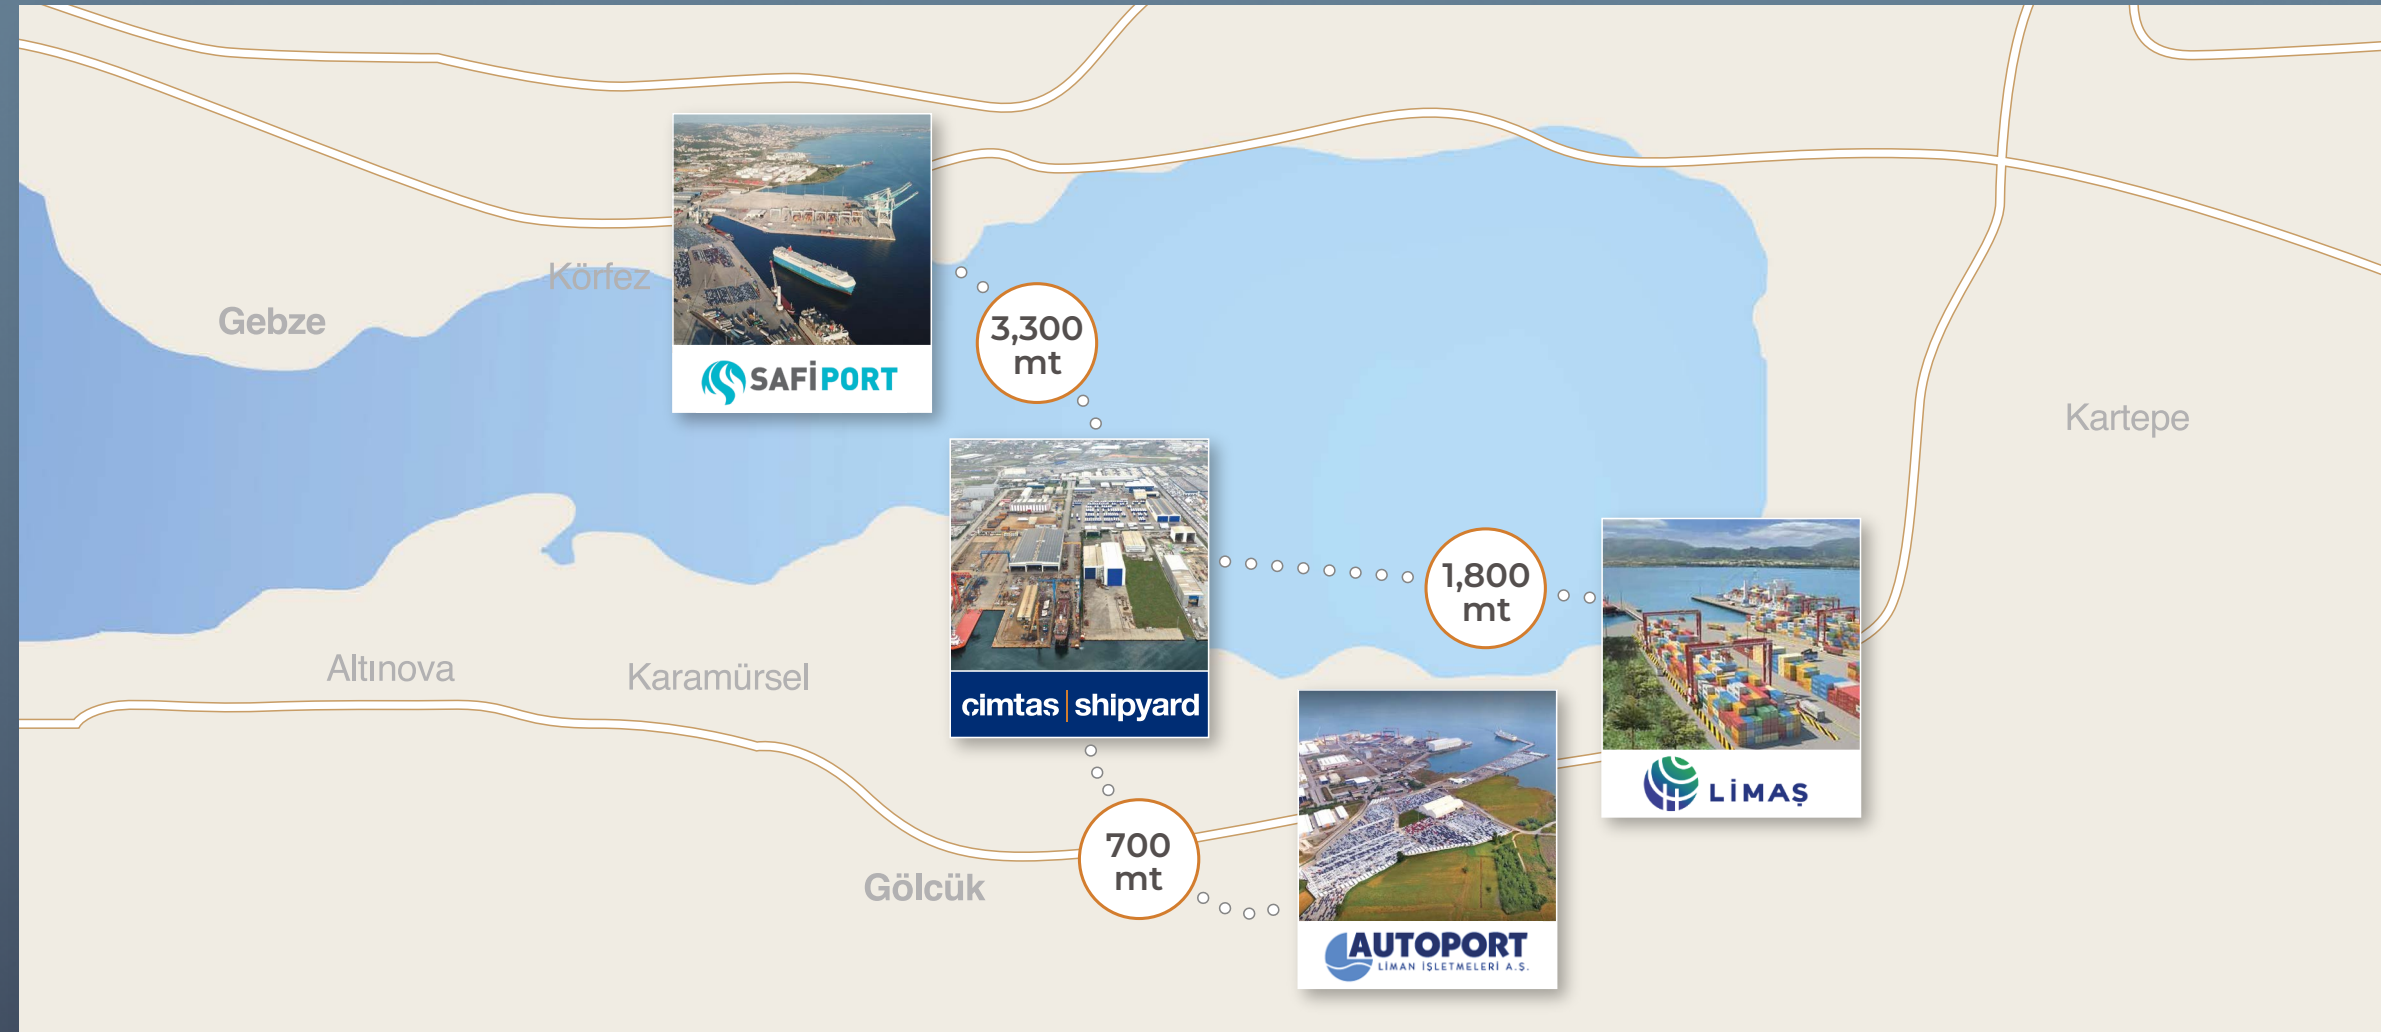 Körfez
Gebze
SAFİPORT
3,300
mt
Kartepe
cimtas | shipyard
1,800
mt
Altınova
Karamürsel
LİMAŞ
700
mt
Gölcük
AUTOPORT
LİMAN İŞLETMELERİ A.Ş.